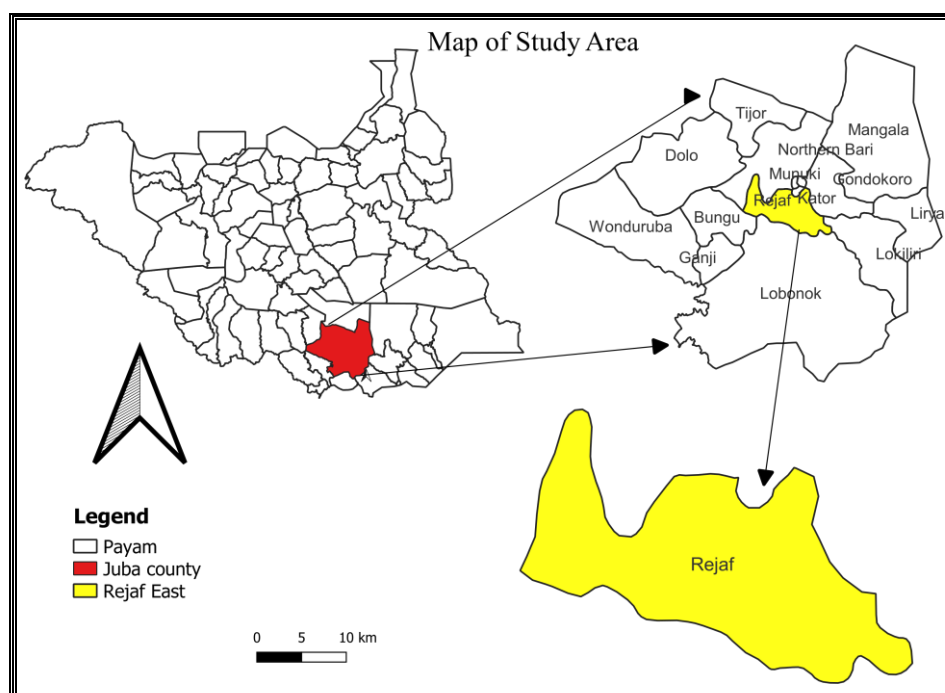 Map of Study Area
Tijor
Mangala
Northern Bari
Dolo
Munuki
Gondokoro
Rejaf
Kator
Lirya
Bungu
Wonduruba
Ganji
Lokiliri
Lobonok
Rejaf
Legend
Payam
Juba county
Rejaf East
0 5 10 km